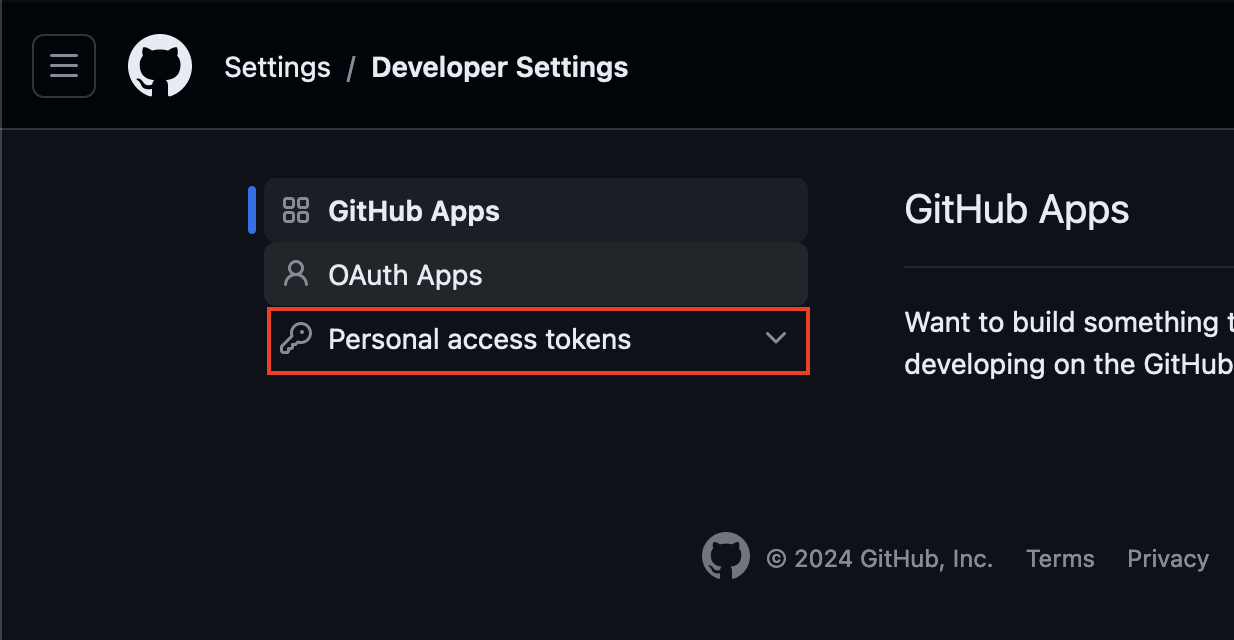 Settings / Developer Settings
GitHub Apps
OAuth Apps
Personal access tokens
GitHub Apps
Want to build something
developing on the GitHub
© 2024 GitHub, Inc. Terms Privacy